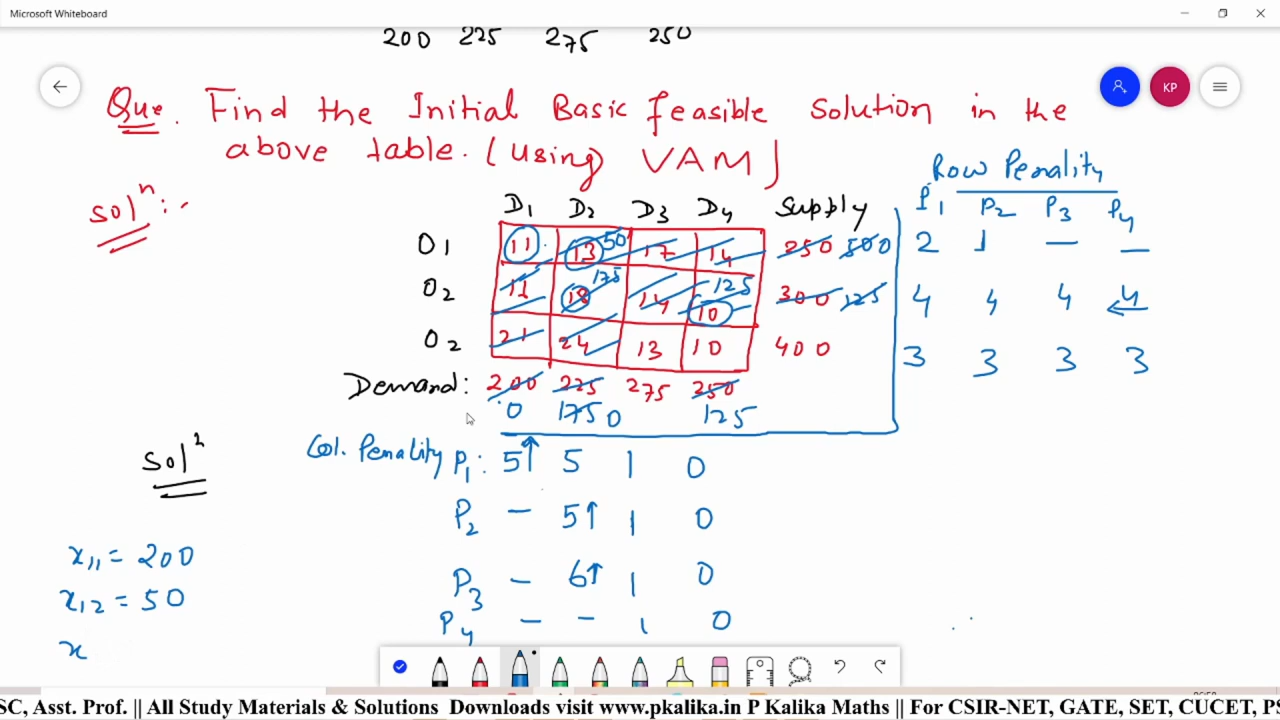 Microsoft Whiteboard
200 225 275 250
KP
Que. Find the Initial Basic feasible solution in the
above table. (Using VAM)
Row Penality
P1 P2 P3 P4
solⁿ :-
D1 D2 D3 D4 Supply
O1 11 13 50 17 14 250 500 2 1 — —
O2 11 18 175 14 10 125 300 125 4 4 4 4 ←
O2 21 24 13 10 400 3 3 3 3
Demand: 200 225 275 250
0 175 0 125
Col. Penality P1: 5↑ 5 1 0
sol²
P2 — 5↑ 1 0
x11 = 200
P3 — 6↑ 1 0
x12 = 50
P4 — - 1 0
x
SC, Asst. Prof. || All Study Materials & Solutions Downloads visit www.pkalika.in P Kalika Maths || For CSIR-NET, GATE, SET, CUCET, PS